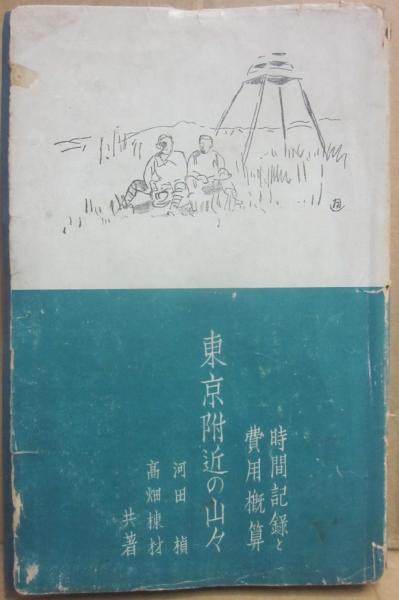 時間記録と
費用概算
東京附近の山々
河田楨
高畑棟材
共著